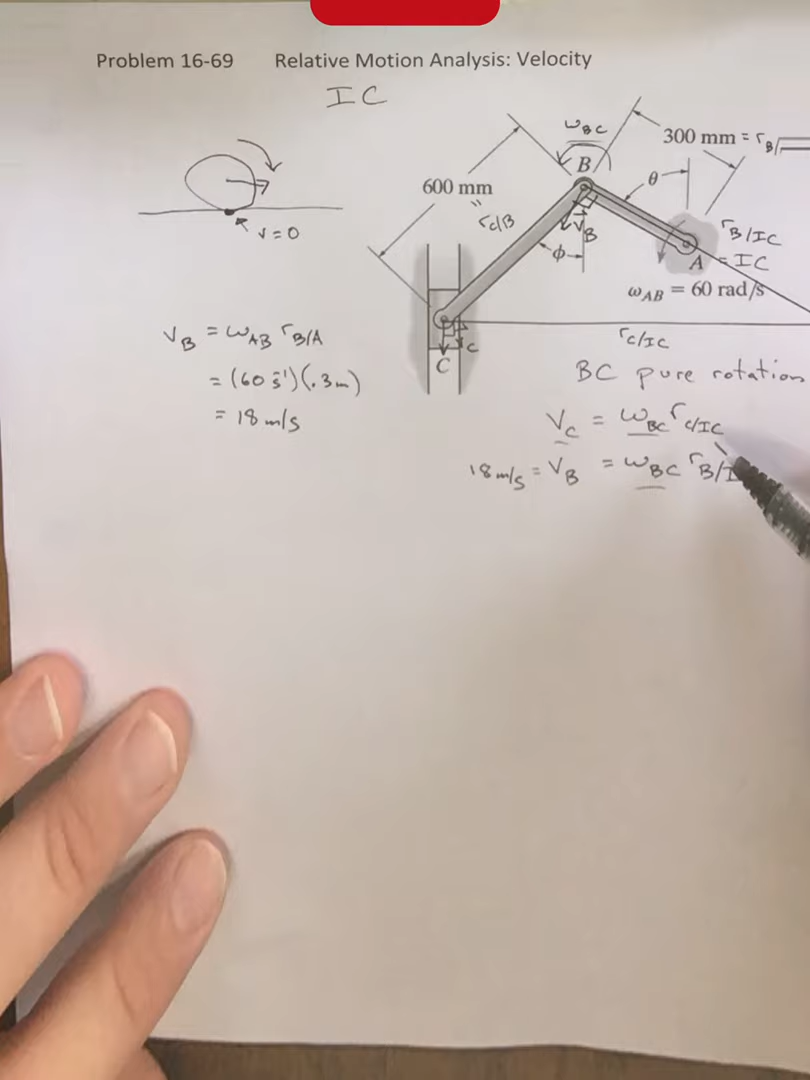 Problem 16-69 Relative Motion Analysis: Velocity
IC
ω_BC
300 mm = r_B/
B
θ
600 mm
"
r_C/B
v_B
r_B/IC
ϕ
A = IC
ω_AB = 60 rad/s
v=0
r_C/IC
v_C
C
V_B = ω_AB r_B/A
= (60 s⁻¹)(.3m)
= 18 m/s
BC pure rotation
V_C = ω_BC r_C/IC
18 m/s = V_B = ω_BC r_B/I